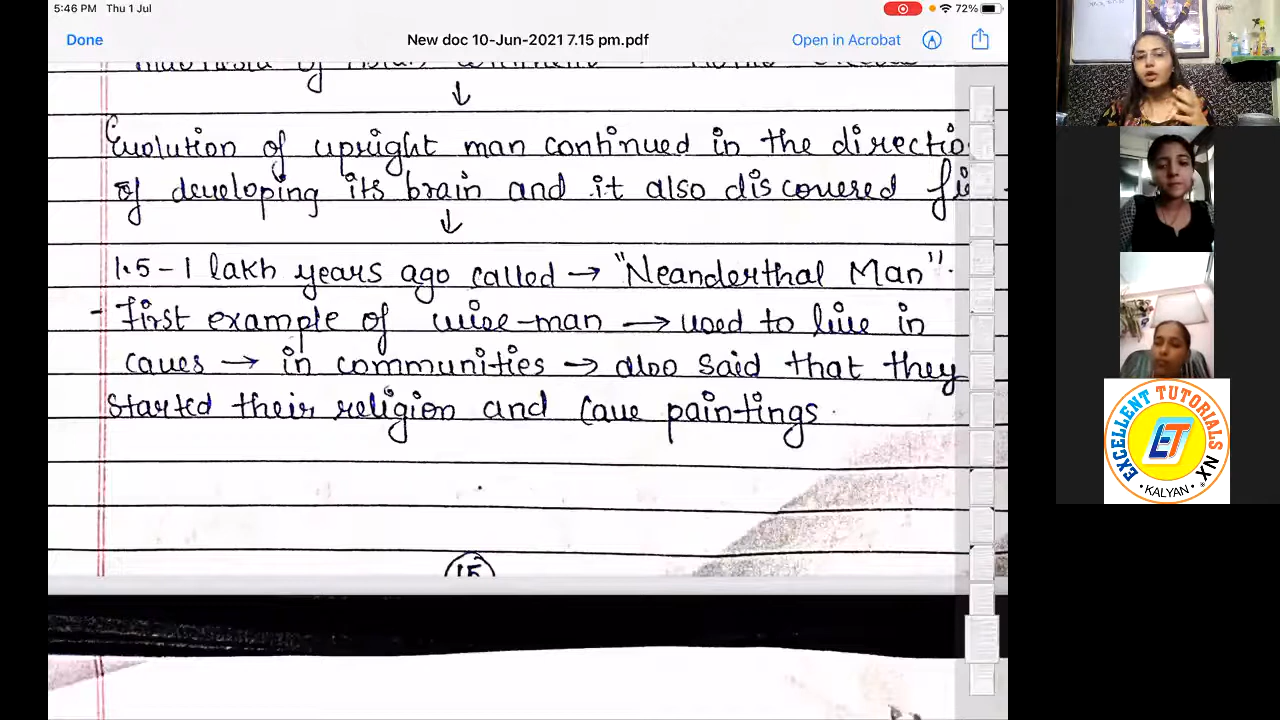 5:46 PM Thu 1 Jul
72%
Done
New doc 10-Jun-2021 7.15 pm.pdf
Open in Acrobat
↓
Evolution of upright man continued in the directio
of developing its brain and it also discovered fi
↓
1.5-1 lakh years ago called → "Neanderthal Man".
- First example of wise-man → used to live in
caves → in communities → also said that they
started their religion and cave paintings.
15
EXCELLENT TUTORIALS NX
ET
• KALYAN •